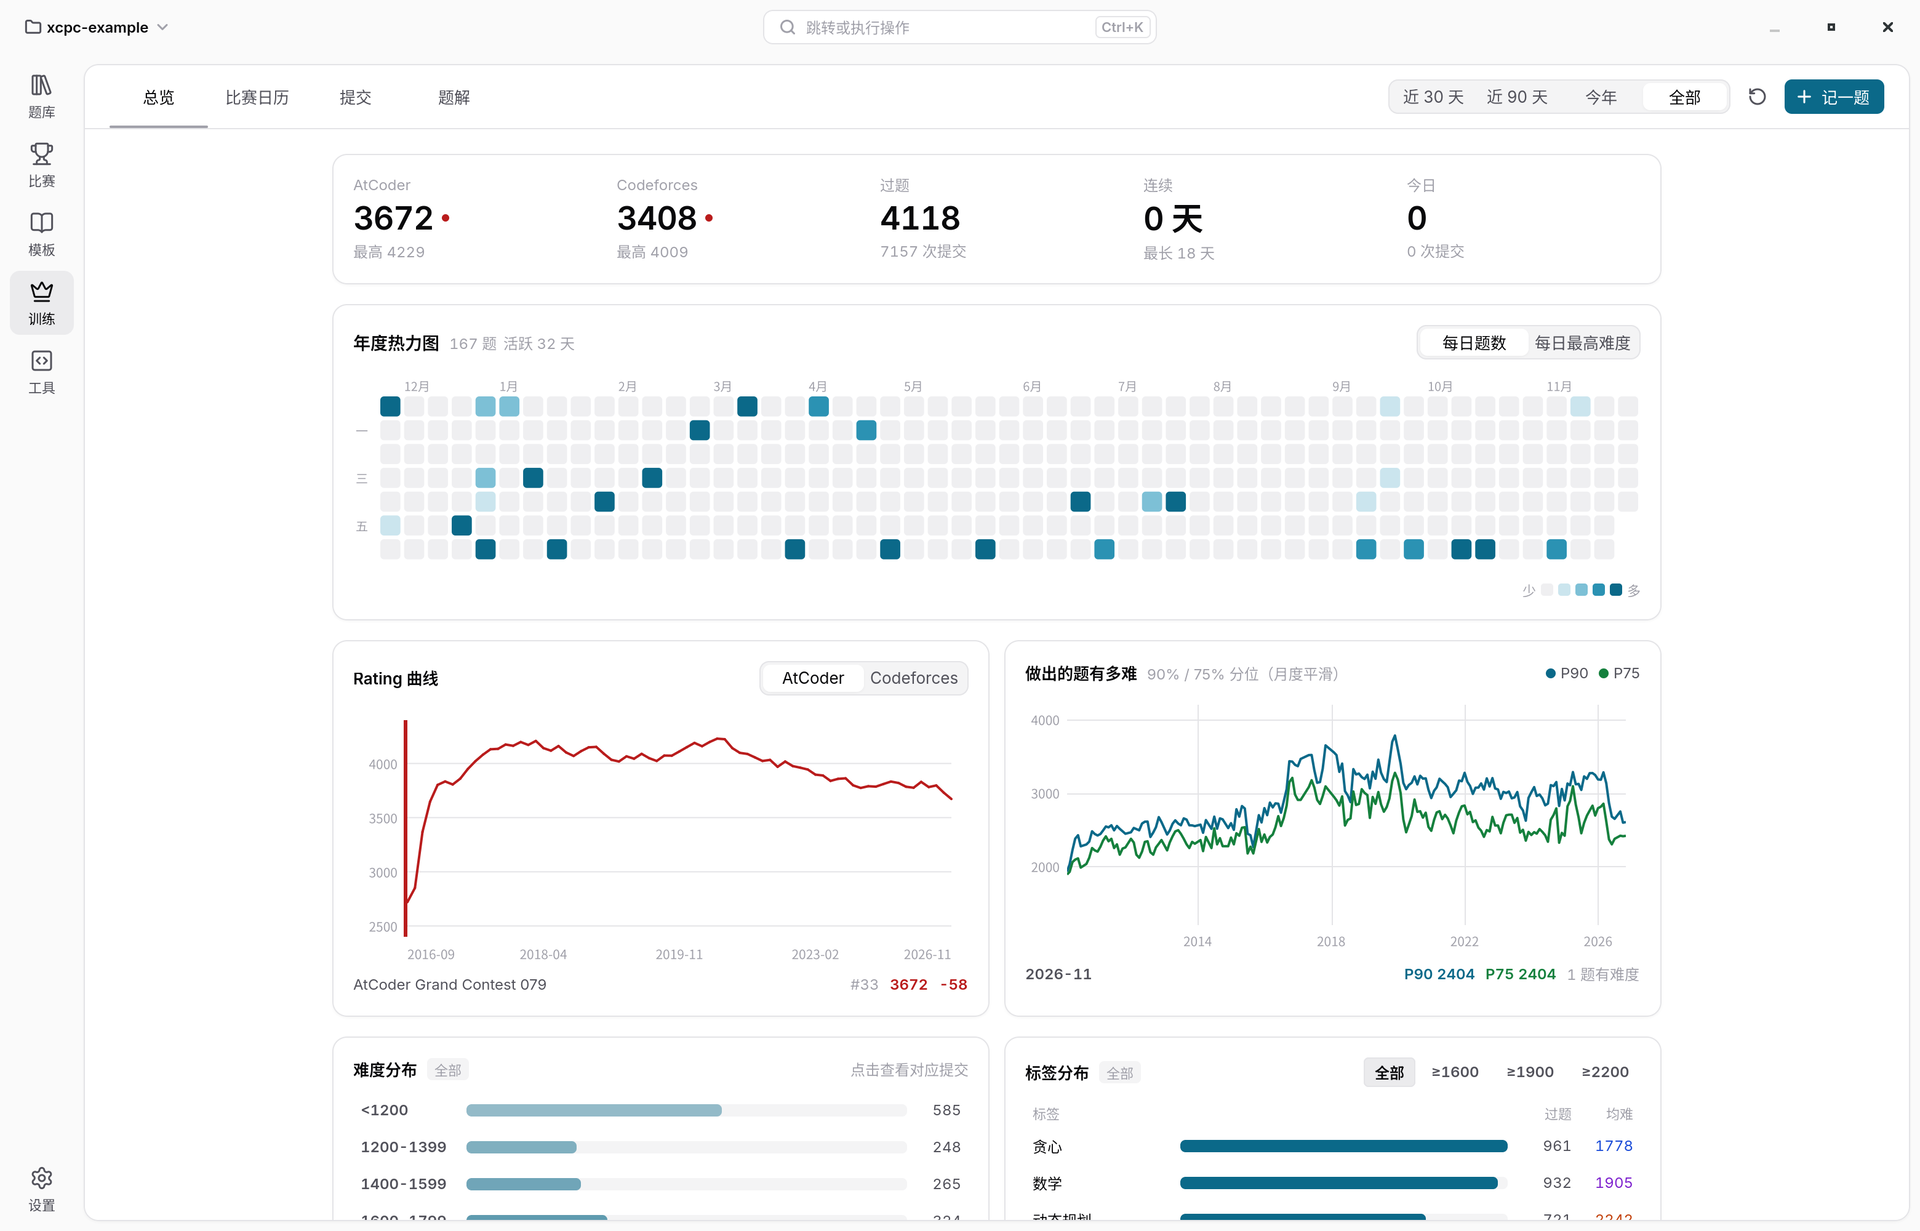 xcpc-example
跳转或执行操作 Ctrl+K
题库
比赛
模板
训练
工具
设置
总览 比赛日历 提交 题解
近 30 天 近 90 天 今年 全部
记一题
AtCoder
3672
最高 4229
Codeforces
3408
最高 4009
过题
4118
7157 次提交
连续
0 天
最长 18 天
今日
0
0 次提交
年度热力图 167 题 活跃 32 天
每日题数 每日最高难度
12月 1月 2月 3月 4月 5月 6月 7月 8月 9月 10月 11月
一
三
五
少 多
Rating 曲线
AtCoder Codeforces
4000
3500
3000
2500
2016-09 2018-04 2019-11 2023-02 2026-11
AtCoder Grand Contest 079 #33 3672 -58
做出的题有多难 90% / 75% 分位（月度平滑） P90 P75
4000
3000
2000
2014 2018 2022 2026
2026-11 P90 2404 P75 2404 1 题有难度
难度分布 全部 点击查看对应提交
<1200 585
1200-1399 248
1400-1599 265
1600-1799 324
标签分布 全部
全部 ≥1600 ≥1900 ≥2200
标签 过题 均难
贪心 961 1778
数学 932 1905
动态规划 721 2242